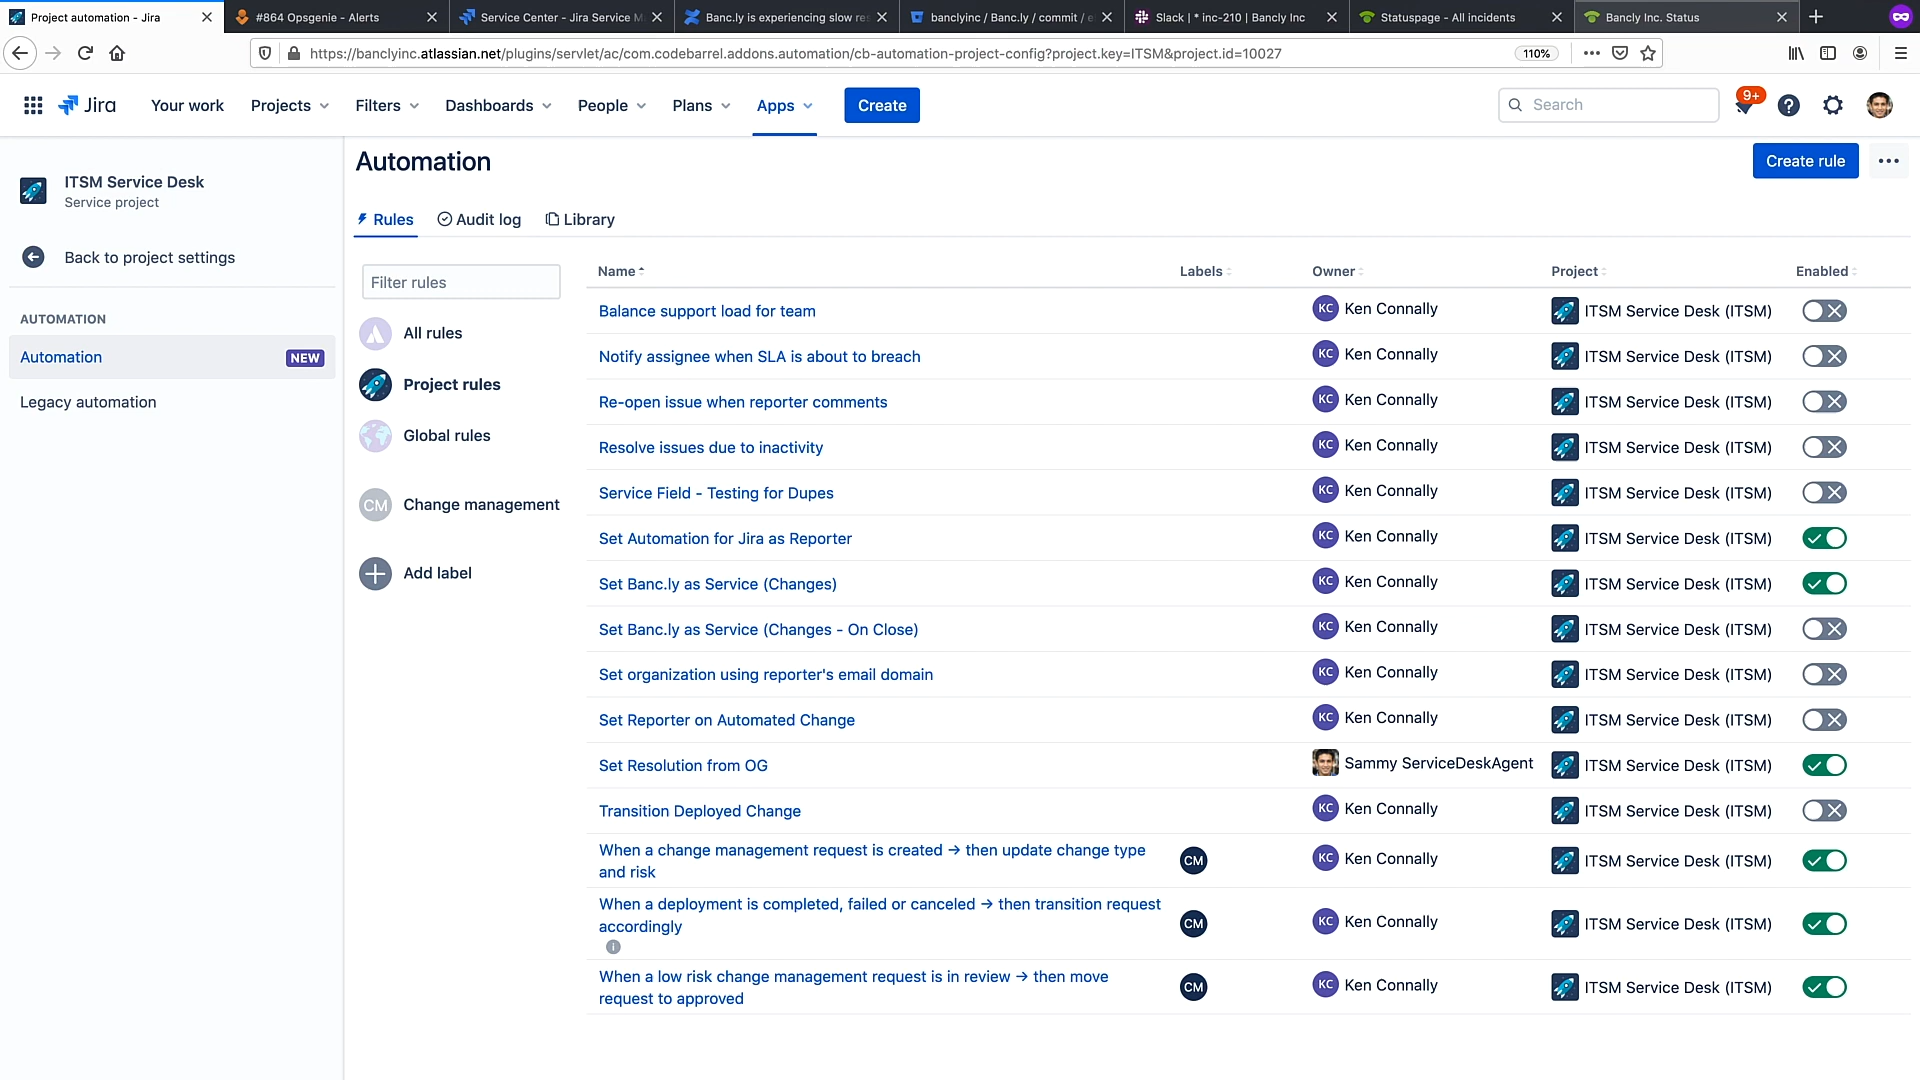 Project automation - Jira
#864 Opsgenie - Alerts
Service Center - Jira Service M
Banc.ly is experiencing slow res
banclyinc / Banc.ly / commit / e
Slack | * inc-210 | Bancly Inc
Statuspage - All incidents
Bancly Inc. Status
https://banclyinc.atlassian.net/plugins/servlet/ac/com.codebarrel.addons.automation/cb-automation-project-config?project.key=ITSM&project.id=10027
110%
Jira
Your work
Projects
Filters
Dashboards
People
Plans
Apps
Create
Search
9+
ITSM Service Desk
Service project
Back to project settings
AUTOMATION
Automation
NEW
Legacy automation
Automation
Create rule
Rules
Audit log
Library
Filter rules
All rules
Project rules
Global rules
CM
Change management
Add label
Name
Labels
Owner
Project
Enabled
Balance support load for team
KC Ken Connally
ITSM Service Desk (ITSM)
Notify assignee when SLA is about to breach
KC Ken Connally
ITSM Service Desk (ITSM)
Re-open issue when reporter comments
KC Ken Connally
ITSM Service Desk (ITSM)
Resolve issues due to inactivity
KC Ken Connally
ITSM Service Desk (ITSM)
Service Field - Testing for Dupes
KC Ken Connally
ITSM Service Desk (ITSM)
Set Automation for Jira as Reporter
KC Ken Connally
ITSM Service Desk (ITSM)
Set Banc.ly as Service (Changes)
KC Ken Connally
ITSM Service Desk (ITSM)
Set Banc.ly as Service (Changes - On Close)
KC Ken Connally
ITSM Service Desk (ITSM)
Set organization using reporter's email domain
KC Ken Connally
ITSM Service Desk (ITSM)
Set Reporter on Automated Change
KC Ken Connally
ITSM Service Desk (ITSM)
Set Resolution from OG
Sammy ServiceDeskAgent
ITSM Service Desk (ITSM)
Transition Deployed Change
KC Ken Connally
ITSM Service Desk (ITSM)
When a change management request is created → then update change type
and risk
CM
KC Ken Connally
ITSM Service Desk (ITSM)
When a deployment is completed, failed or canceled → then transition request
accordingly
CM
KC Ken Connally
ITSM Service Desk (ITSM)
When a low risk change management request is in review → then move
request to approved
CM
KC Ken Connally
ITSM Service Desk (ITSM)